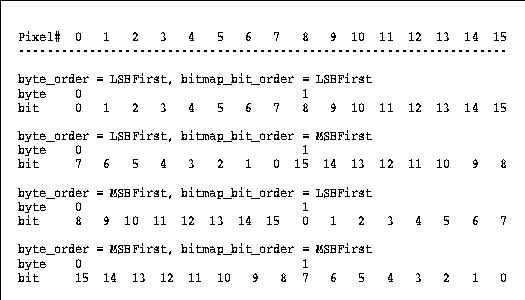 Pixel# 0 1 2 3 4 5 6 7 8 9 10 11 12 13 14 15
------------------------------------------------------------
byte_order = LSBFirst, bitmap_bit_order = LSBFirst
byte 0 1
bit 0 1 2 3 4 5 6 7 8 9 10 11 12 13 14 15
byte_order = LSBFirst, bitmap_bit_order = MSBFirst
byte 0 1
bit 7 6 5 4 3 2 1 0 15 14 13 12 11 10 9 8
byte_order = MSBFirst, bitmap_bit_order = LSBFirst
byte 0 1
bit 8 9 10 11 12 13 14 15 0 1 2 3 4 5 6 7
byte_order = MSBFirst, bitmap_bit_order = MSBFirst
byte 0 1
bit 15 14 13 12 11 10 9 8 7 6 5 4 3 2 1 0